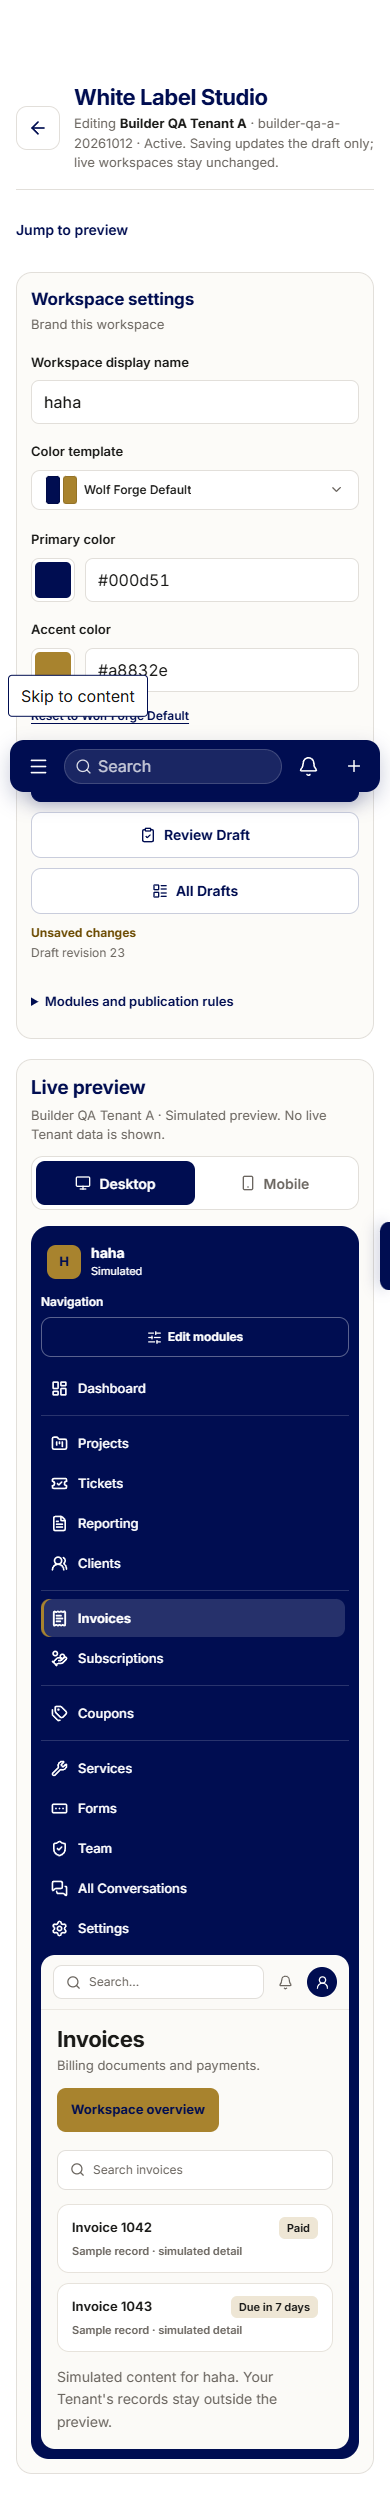 White Label Studio
Editing Builder QA Tenant A · builder-qa-a-
20261012 · Active. Saving updates the draft only;
live workspaces stay unchanged.
Jump to preview
Workspace settings
Brand this workspace
Workspace display name
haha
Color template
Wolf Forge Default
Primary color
#000d51
Accent color
#a8832e
Skip to content
Reset to Wolf Forge Default
Search
Review Draft
All Drafts
Unsaved changes
Draft revision 23
Modules and publication rules
Live preview
Builder QA Tenant A · Simulated preview. No live
Tenant data is shown.
Desktop
Mobile
H
haha
Simulated
Navigation
Edit modules
Dashboard
Projects
Tickets
Reporting
Clients
Invoices
Subscriptions
Coupons
Services
Forms
Team
All Conversations
Settings
Search...
Invoices
Billing documents and payments.
Workspace overview
Search invoices
Invoice 1042
Paid
Sample record · simulated detail
Invoice 1043
Due in 7 days
Sample record · simulated detail
Simulated content for haha. Your
Tenant's records stay outside the
preview.